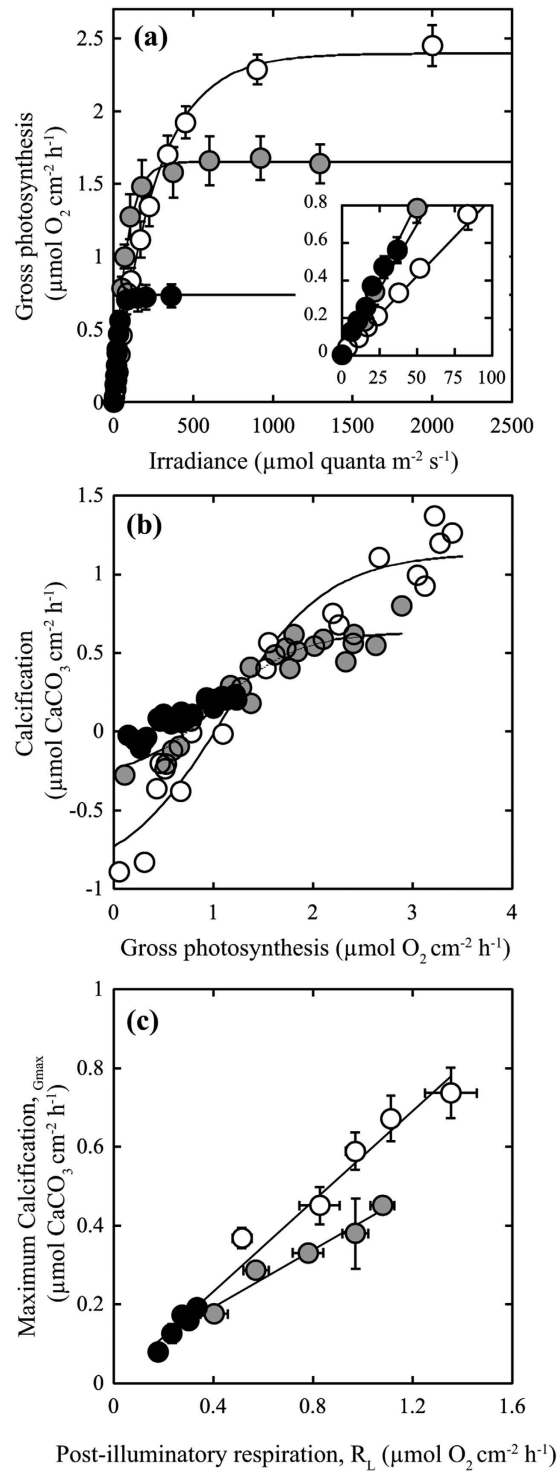 (a)
Gross photosynthesis
(µmol O₂ cm⁻² h⁻¹)
2.5
2
1.5
1
0.5
0
0 500 1000 1500 2000 2500
Irradiance (µmol quanta m⁻² s⁻¹)
0.8
0.6
0.4
0.2
0
0 25 50 75 100
(b)
Calcification
(µmol CaCO₃ cm⁻² h⁻¹)
1.5
1
0.5
0
-0.5
-1
0 1 2 3 4
Gross photosynthesis (µmol O₂ cm⁻² h⁻¹)
(c)
Maximum Calcification, Gmax
(µmol CaCO₃ cm⁻² h⁻¹)
1
0.8
0.6
0.4
0.2
0
0 0.4 0.8 1.2 1.6
Post-illuminatory respiration, R_L (µmol O₂ cm⁻² h⁻¹)